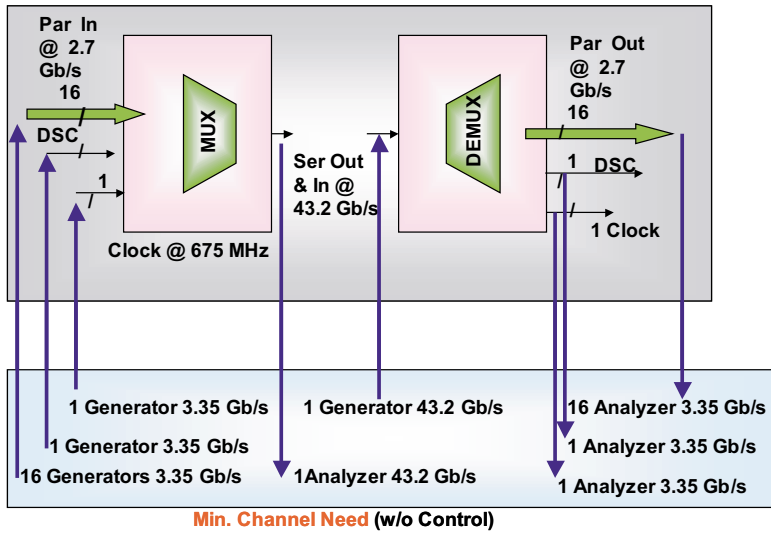 Par In
@ 2.7
Gb/s
16
DSC
1
MUX
Clock @ 675 MHz
Ser Out
& In @
43.2 Gb/s
DEMUX
Par Out
@ 2.7
Gb/s
16
1 DSC
1 Clock
1 Generator 3.35 Gb/s
1 Generator 3.35 Gb/s
16 Generators 3.35 Gb/s
1 Generator 43.2 Gb/s
1Analyzer 43.2 Gb/s
16 Analyzer 3.35 Gb/s
1 Analyzer 3.35 Gb/s
1 Analyzer 3.35 Gb/s
Min. Channel Need (w/o Control)